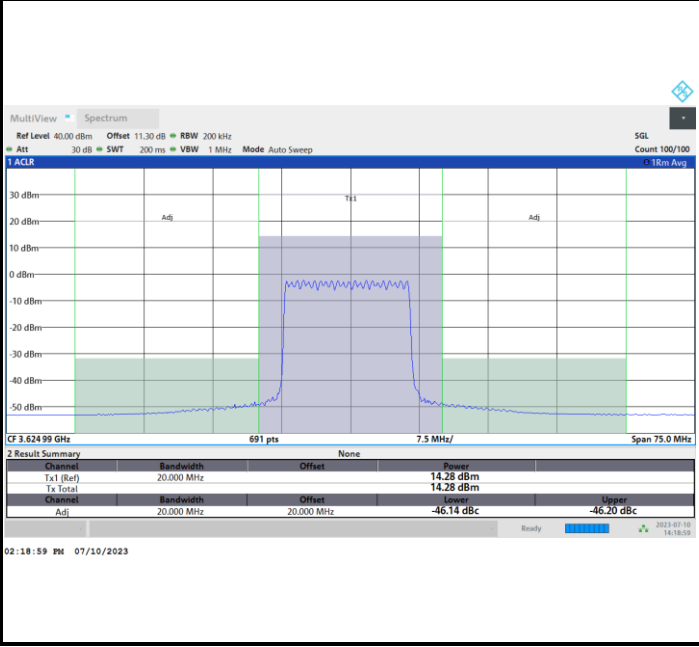 MultiView Spectrum
Ref Level 40.00 dBm Offset 11.30 dB RBW 200 kHz SGL
Att 30 dB SWT 200 ms VBW 1 MHz Mode Auto Sweep Count 100/100
1 ACLR 1Rm Avg
30 dBm
Tx1
Adj Adj
20 dBm
10 dBm
0 dBm
-10 dBm
-20 dBm
-30 dBm
-40 dBm
-50 dBm
CF 3.624 99 GHz 691 pts 7.5 MHz/ Span 75.0 MHz
2 Result Summary None
Channel Bandwidth Offset Power
Tx1 (Ref) 20.000 MHz 14.28 dBm
Tx Total 14.28 dBm
Channel Bandwidth Offset Lower Upper
Adj 20.000 MHz 20.000 MHz -46.14 dBc -46.20 dBc
Ready 2023-07-10
14:18:59
02:18:59 PM 07/10/2023